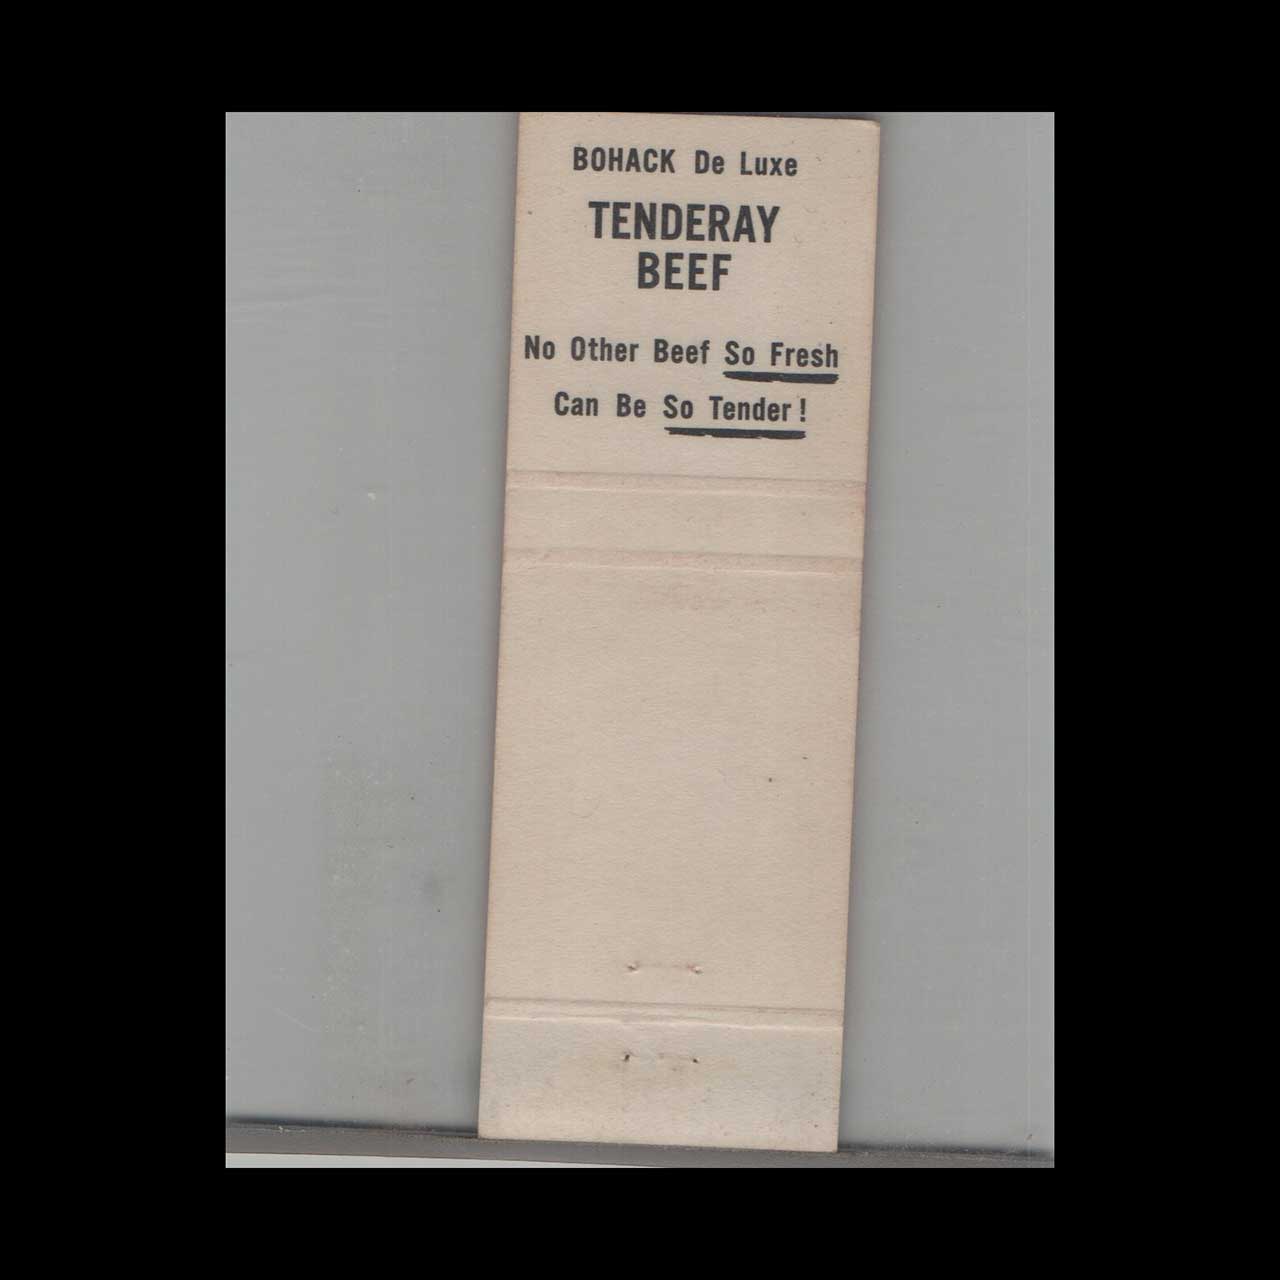 BOHACK De Luxe
TENDERAY
BEEF
No Other Beef So Fresh
Can Be So Tender!